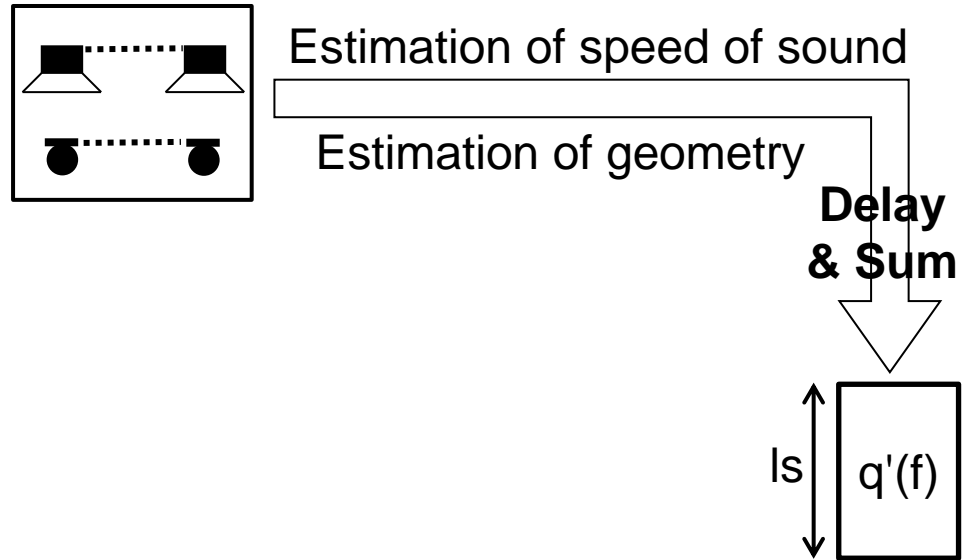 Estimation of speed of sound
Estimation of geometry
Delay
& Sum
ls
q'(f)